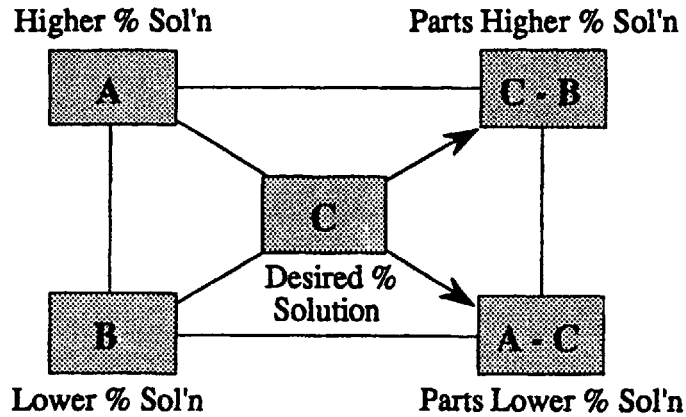 Higher % Sol'n
Parts Higher % Sol'n
A
C - B
C
Desired %
Solution
B
A - C
Lower % Sol'n
Parts Lower % Sol'n